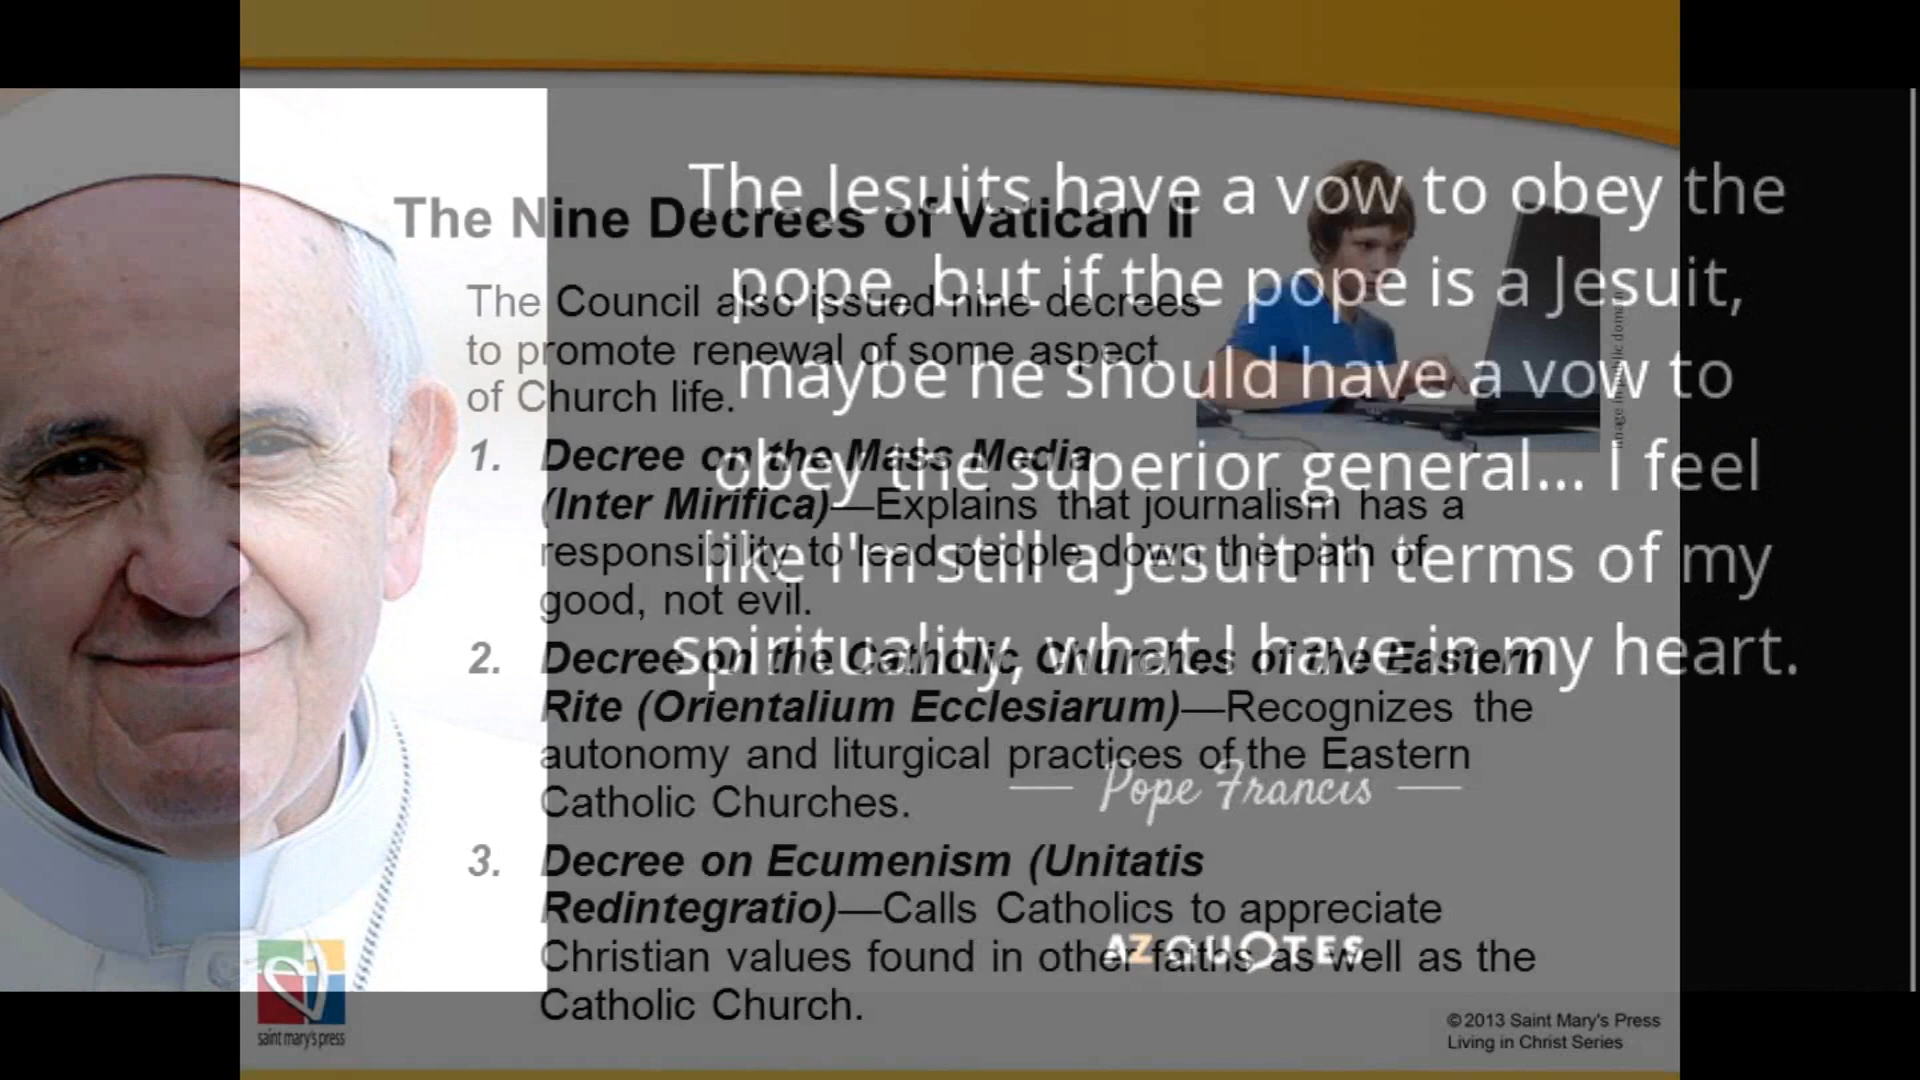 The Nine Decrees of Vatican II
The Council also issued nine decrees
to promote renewal of some aspect
of Church life.
1. Decree on the Mass Media
(Inter Mirifica)—Explains that journalism has a
responsibility to lead people down the path of
good, not evil.
2. Decree on the Catholic Churches of the Eastern
Rite (Orientalium Ecclesiarum)—Recognizes the
autonomy and liturgical practices of the Eastern
Catholic Churches.
3. Decree on Ecumenism (Unitatis
Redintegratio)—Calls Catholics to appreciate
Christian values found in other faiths as well as the
Catholic Church.
Image in public domain
saint mary's press
©2013 Saint Mary's Press
Living in Christ Series
The Jesuits have a vow to obey the
pope, but if the pope is a Jesuit,
maybe he should have a vow to
obey the superior general... I feel
like I'm still a Jesuit in terms of my
spirituality, what I have in my heart.
— Pope Francis —
AZQUOTES